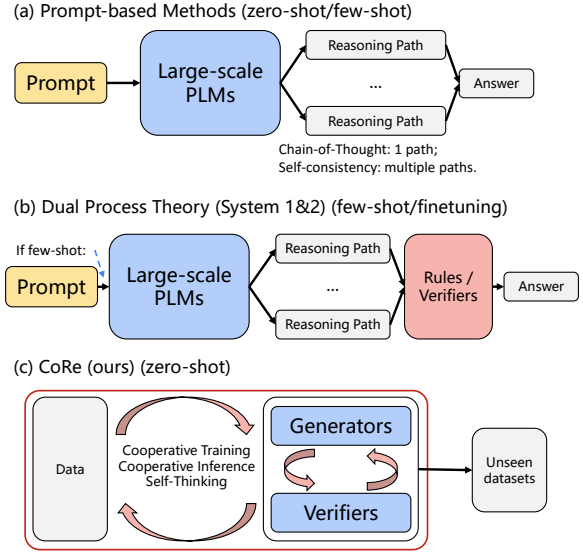 (a) Prompt-based Methods (zero-shot/few-shot)
Prompt
Large-scale
PLMs
Reasoning Path
...
Reasoning Path
Answer
Chain-of-Thought: 1 path;
Self-consistency: multiple paths.
(b) Dual Process Theory (System 1&2) (few-shot/finetuning)
If few-shot:
Prompt
Large-scale
PLMs
Reasoning Path
...
Reasoning Path
Rules /
Verifiers
Answer
(c) CoRe (ours) (zero-shot)
Data
Cooperative Training
Cooperative Inference
Self-Thinking
Generators
Verifiers
Unseen
datasets